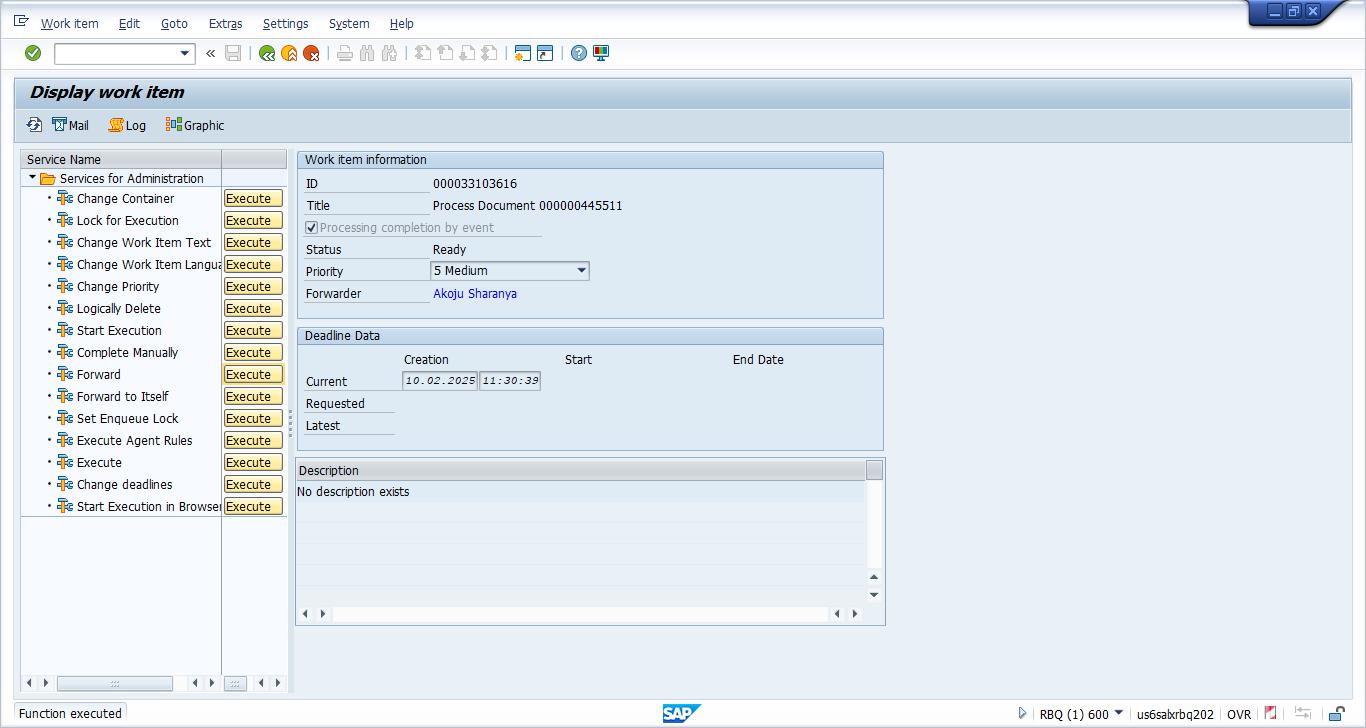 Work item Edit Goto Extras Settings System Help
Display work item
Mail Log Graphic
Service Name
Services for Administration
Change Container Execute
Lock for Execution Execute
Change Work Item Text Execute
Change Work Item Langua Execute
Change Priority Execute
Logically Delete Execute
Start Execution Execute
Complete Manually Execute
Forward Execute
Forward to Itself Execute
Set Enqueue Lock Execute
Execute Agent Rules Execute
Execute Execute
Change deadlines Execute
Start Execution in Browser Execute
Work item information
ID 000033103616
Title Process Document 000000445511
Processing completion by event
Status Ready
Priority 5 Medium
Forwarder Akoju Sharanya
Deadline Data
Creation Start End Date
Current 10.02.2025 11:30:39
Requested
Latest
Description
No description exists
Function executed SAP RBQ (1) 600 us6salxrbq202 OVR